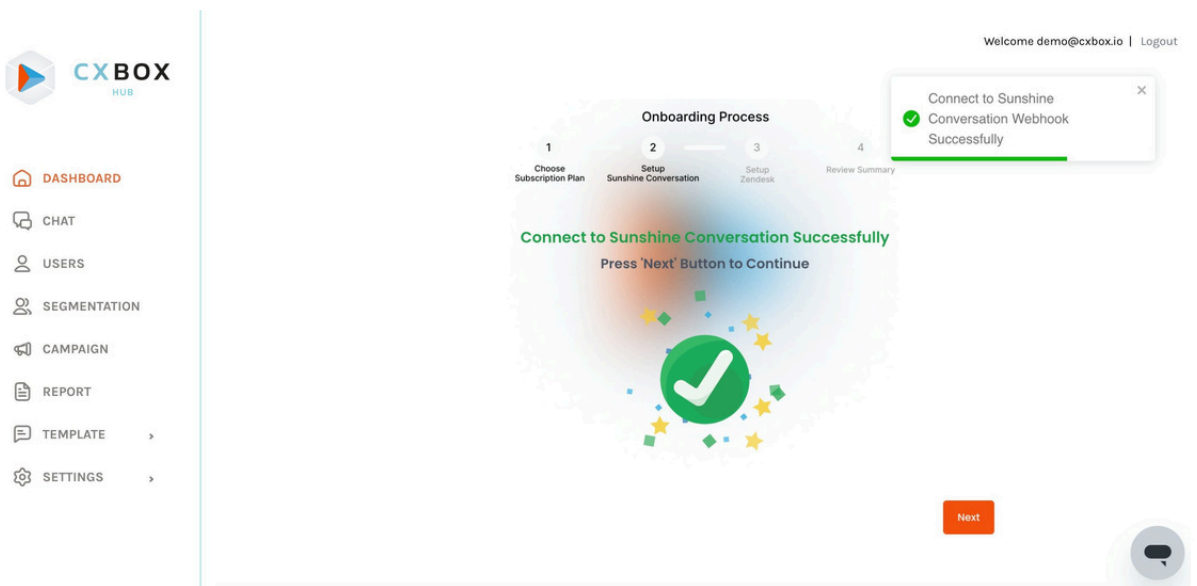 Welcome demo@cxbox.io | Logout
CXBOX
HUB
Connect to Sunshine
Conversation Webhook
Successfully
Onboarding Process
1
2
3
4
Choose
Subscription Plan
Setup
Sunshine Conversation
Setup
Zendesk
Review Summary
DASHBOARD
CHAT
USERS
SEGMENTATION
CAMPAIGN
REPORT
TEMPLATE
SETTINGS
Connect to Sunshine Conversation Successfully
Press 'Next' Button to Continue
Next